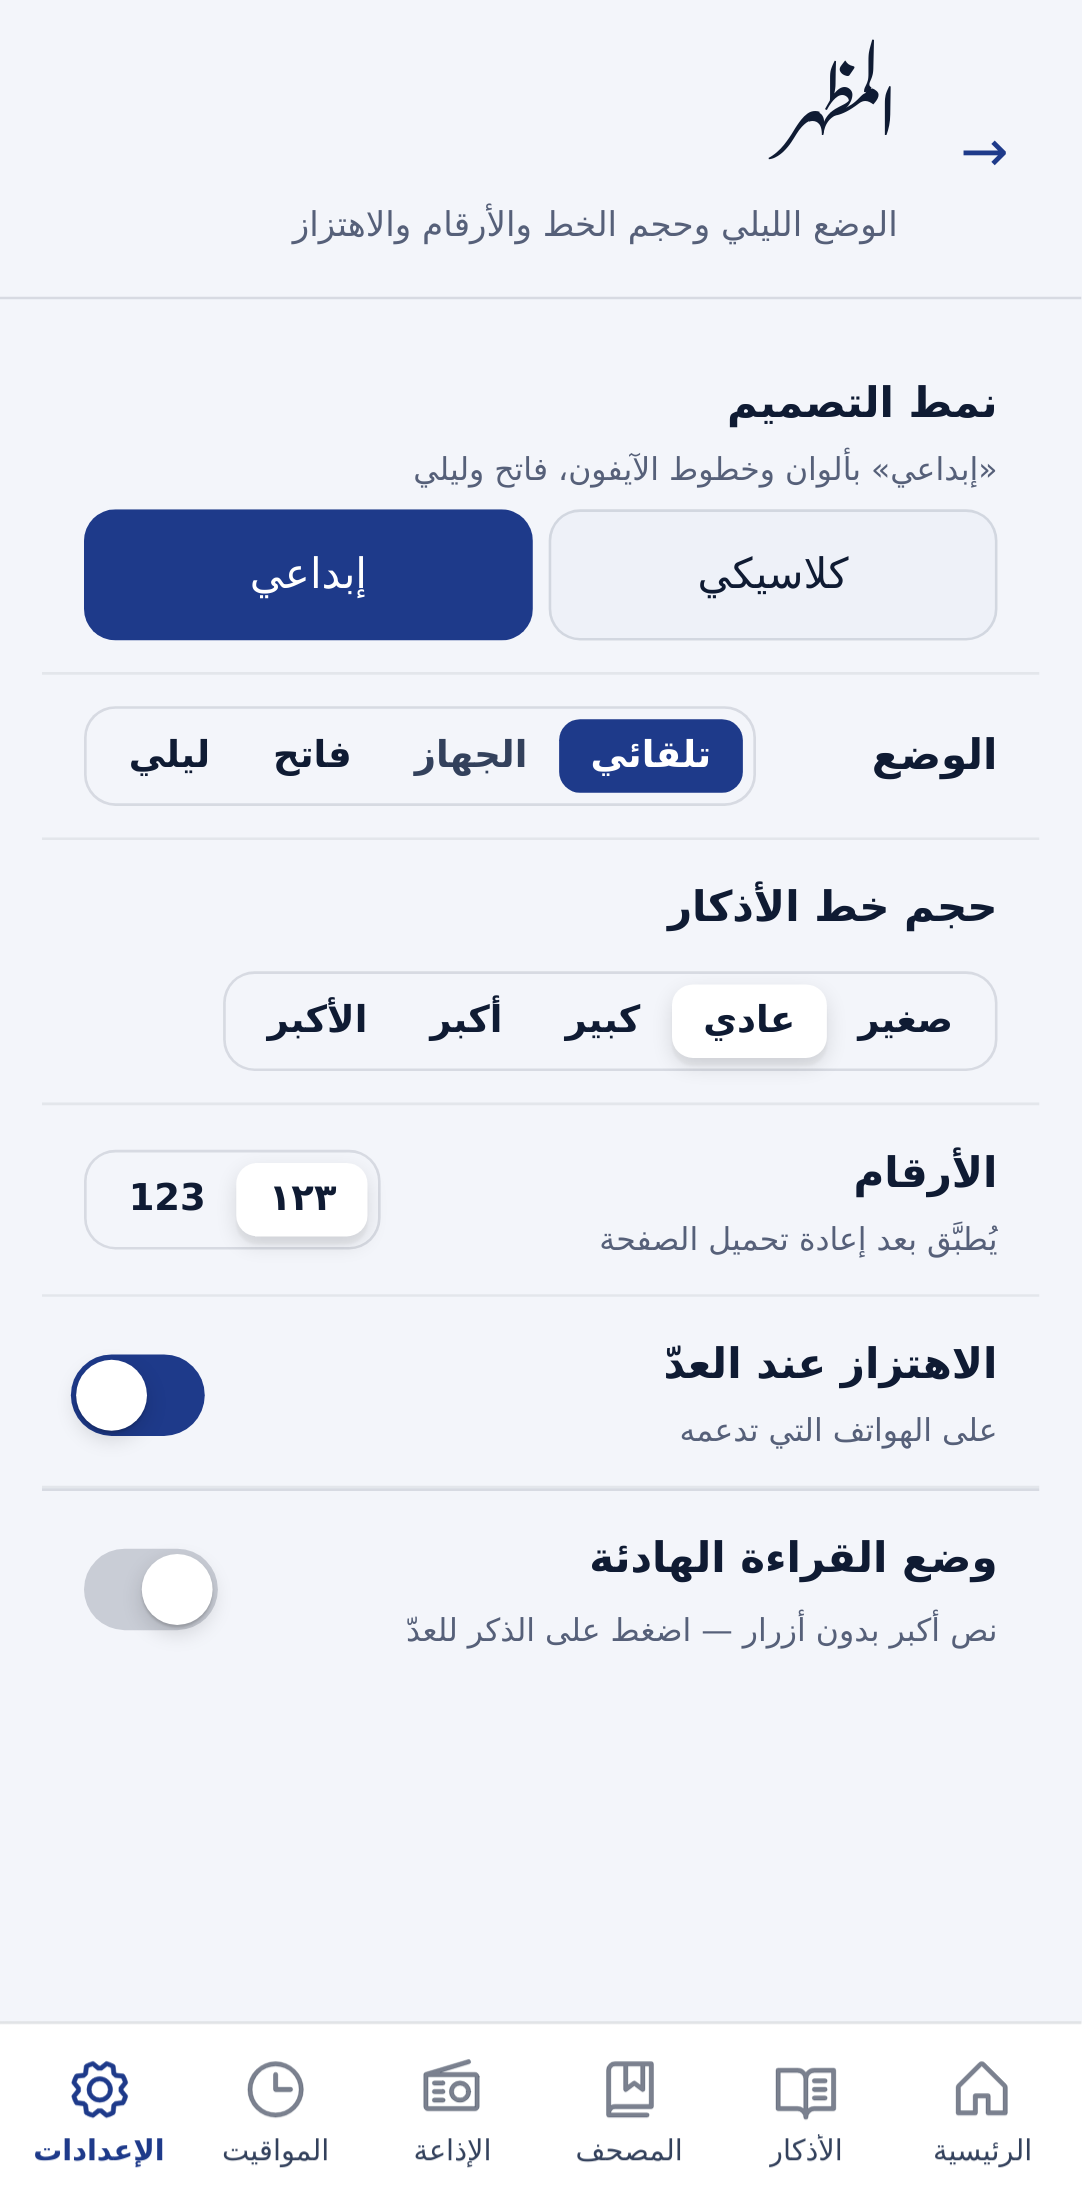 المظهر
الوضع الليلي وحجم الخط والأرقام والاهتزاز
نمط التصميم
«إبداعي» بألوان وخطوط الآيفون، فاتح وليلي
كلاسيكي إبداعي
الوضع تلقائي الجهاز فاتح ليلي
حجم خط الأذكار
صغير عادي كبير أكبر الأكبر
الأرقام ١٢٣ 123
يُطبَّق بعد إعادة تحميل الصفحة
الاهتزاز عند العدّ
على الهواتف التي تدعمه
وضع القراءة الهادئة
نص أكبر بدون أزرار — اضغط على الذكر للعدّ
الرئيسية الأذكار المصحف الإذاعة المواقيت الإعدادات